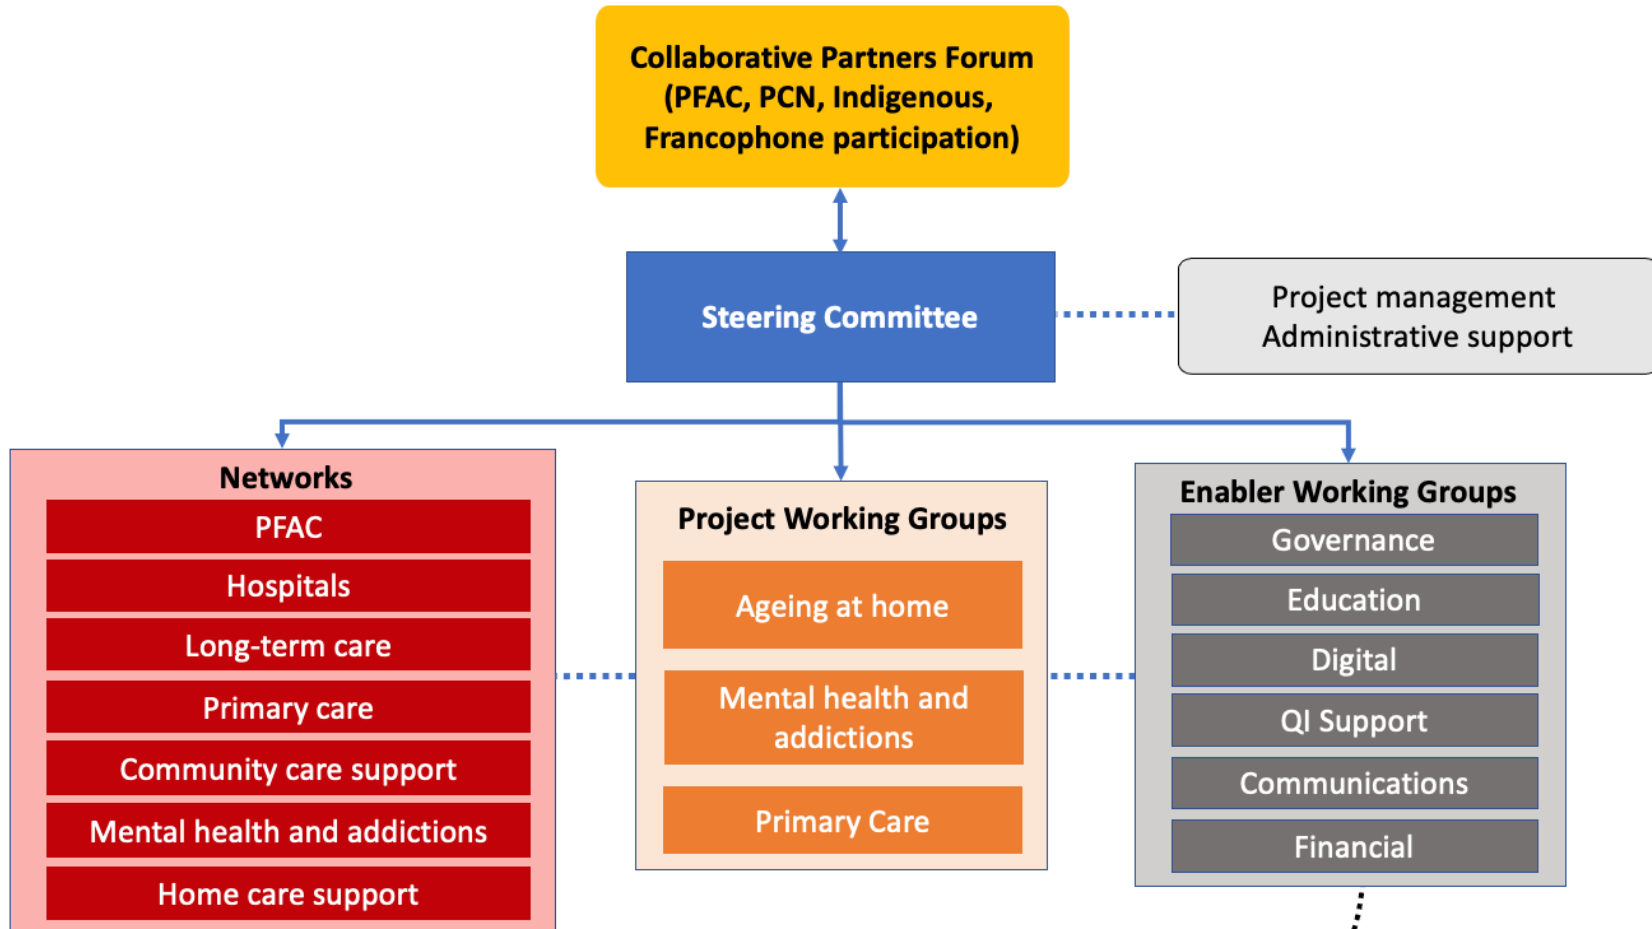 Collaborative Partners Forum
(PFAC, PCN, Indigenous,
Francophone participation)
Steering Committee
Project management
Administrative support
Networks
PFAC
Hospitals
Long-term care
Primary care
Community care support
Mental health and addictions
Home care support
Project Working Groups
Ageing at home
Mental health and
addictions
Primary Care
Enabler Working Groups
Governance
Education
Digital
QI Support
Communications
Financial